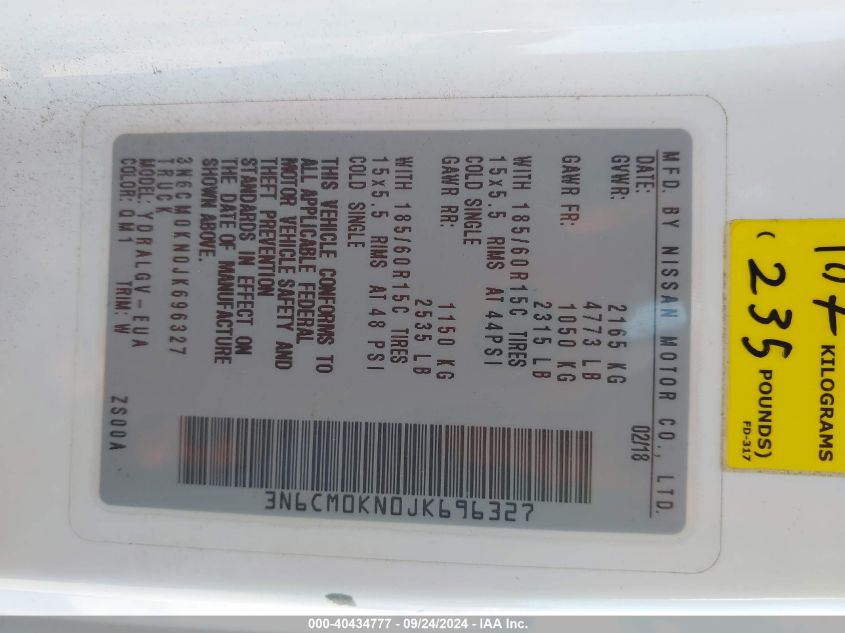 MFD. BY NISSAN MOTOR CO., LTD.
DATE: 02/18
GVWR: 2165 KG
4773 LB
GAWR FR: 1050 KG
2315 LB
WITH 185/60R15C TIRES
15x5.5 RIMS AT 44PSI
COLD SINGLE
GAWR RR: 1150 KG
2535 LB
WITH 185/60R15C TIRES
15x5.5 RIMS AT 48 PSI
COLD SINGLE
THIS VEHICLE CONFORMS TO
ALL APPLICABLE FEDERAL
MOTOR VEHICLE SAFETY AND
THEFT PREVENTION
STANDARDS IN EFFECT ON
THE DATE OF MANUFACTURE
SHOWN ABOVE.
3N6CM0KN0JK696327
TRUCK
MODEL: YDRALGV-EUA
COLOR: QM1 TRIM: W ZS00A
3N6CM0KN0JK696327
107 KILOGRAMS
( 235 POUNDS)
FD-317
000-40434777 - 09/24/2024 - IAA Inc.